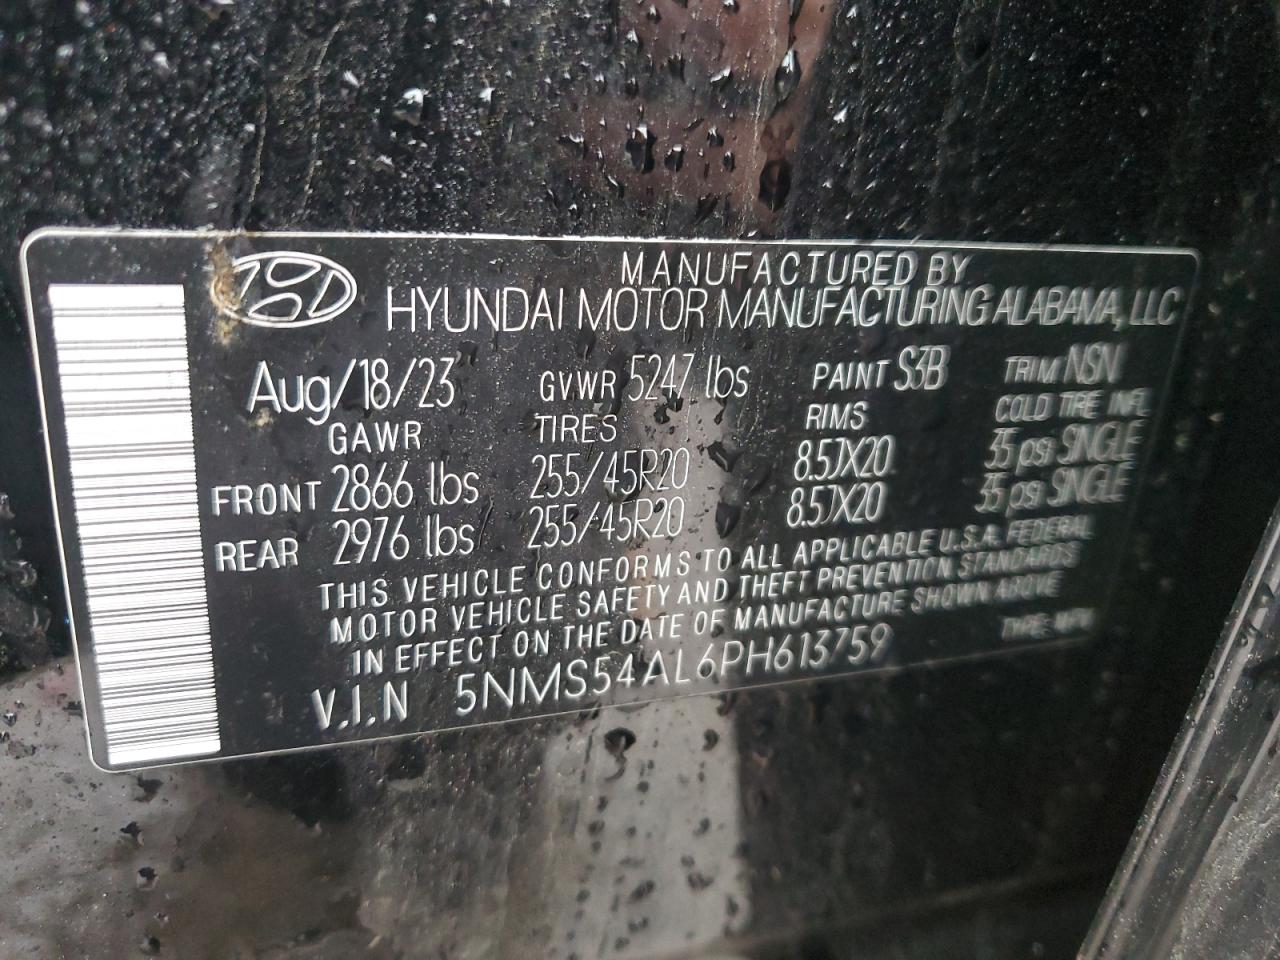 MANUFACTURED BY
HYUNDAI MOTOR MANUFACTURING ALABAMA, LLC
Aug/18/23 GVWR 5247 lbs PAINT S3B TRIM NSN
GAWR TIRES RIMS COLD TIRE INFL
FRONT 2866 lbs 255/45R20 8.5JX20 35 psi SINGLE
REAR 2976 lbs 255/45R20 8.5JX20 35 psi SINGLE
THIS VEHICLE CONFORMS TO ALL APPLICABLE U.S.A. FEDERAL
MOTOR VEHICLE SAFETY AND THEFT PREVENTION STANDARDS
IN EFFECT ON THE DATE OF MANUFACTURE SHOWN ABOVE
V.I.N 5NMS54AL6PH613759 TYPE: MPV